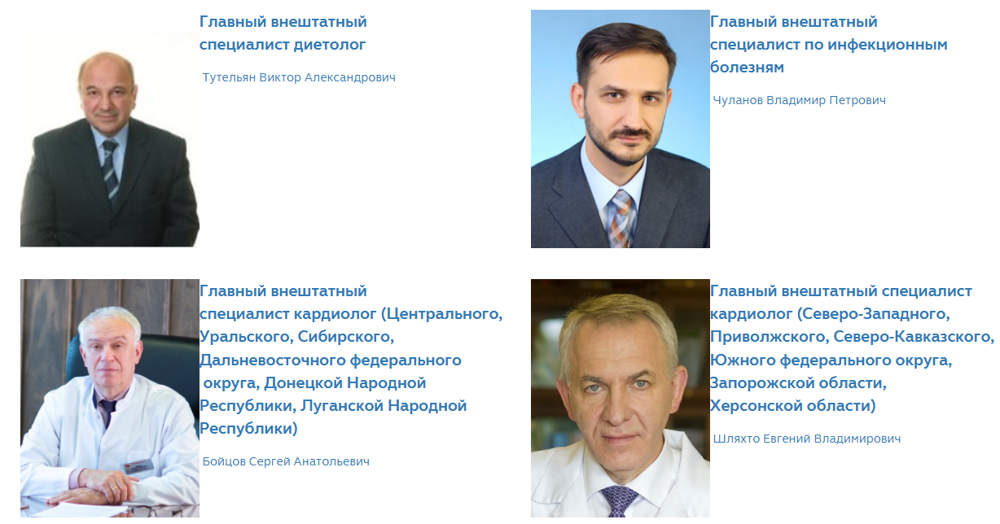 Главный внештатный
специалист диетолог
Тутельян Виктор Александрович
Главный внештатный
специалист по инфекционным
болезням
Чуланов Владимир Петрович
Главный внештатный
специалист кардиолог (Центрального,
Уральского, Сибирского,
Дальневосточного федерального
округа, Донецкой Народной
Республики, Луганской Народной
Республики)
Бойцов Сергей Анатольевич
Главный внештатный специалист
кардиолог (Северо-Западного,
Приволжского, Северо-Кавказского,
Южного федерального округа,
Запорожской области,
Херсонской области)
Шляхто Евгений Владимирович